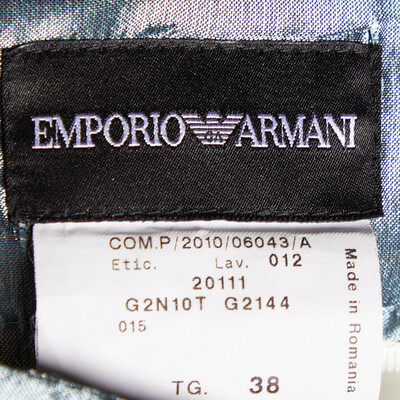 EMPORIO ARMANI
COM.P/2010/06043/A
Etic. Lav. 012
20111
G2N10T G2144
015
TG. 38
Made in Romania